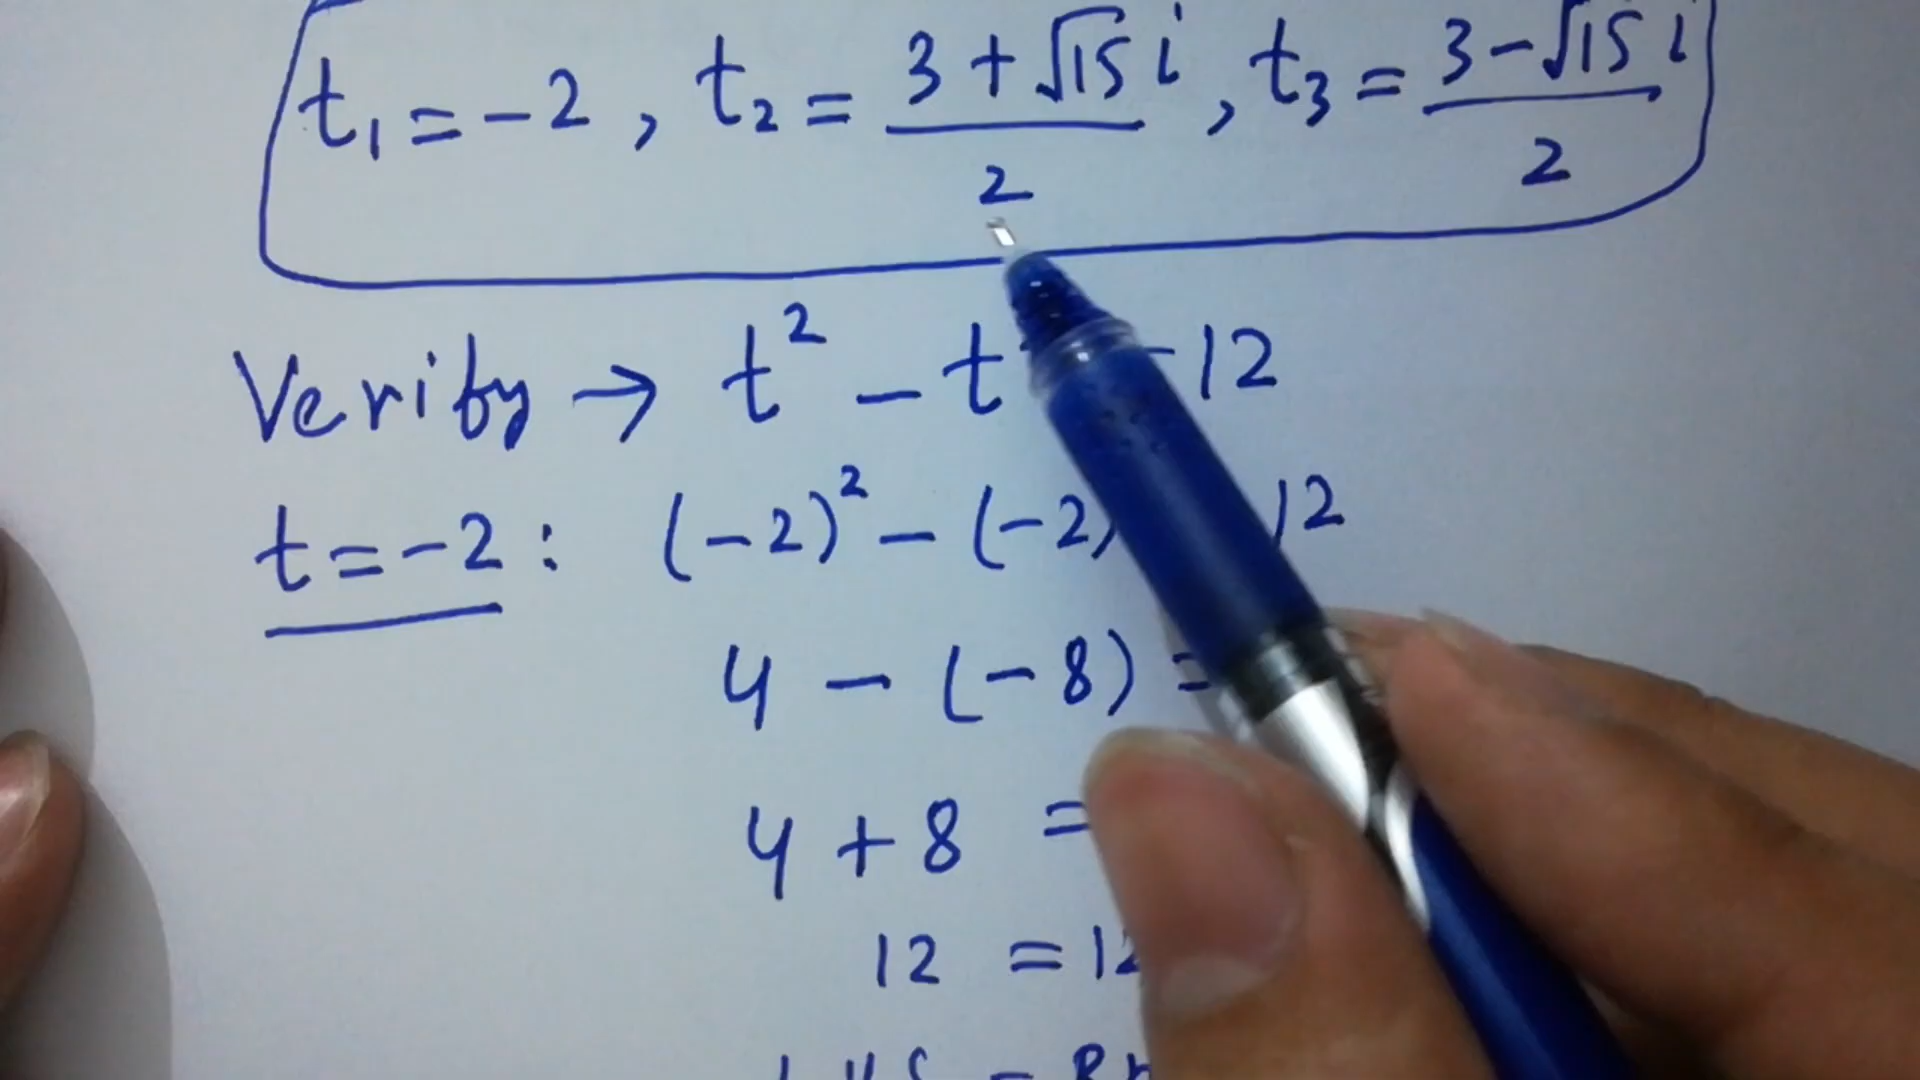 t₁ = -2 , t₂ = (3 + √15 i)/2 , t₃ = (3 - √15 i)/2
Verify → t² - t = 12
t = -2 : (-2)² - (-2) 12
4 - (-8) =
4 + 8 =
12 = 12